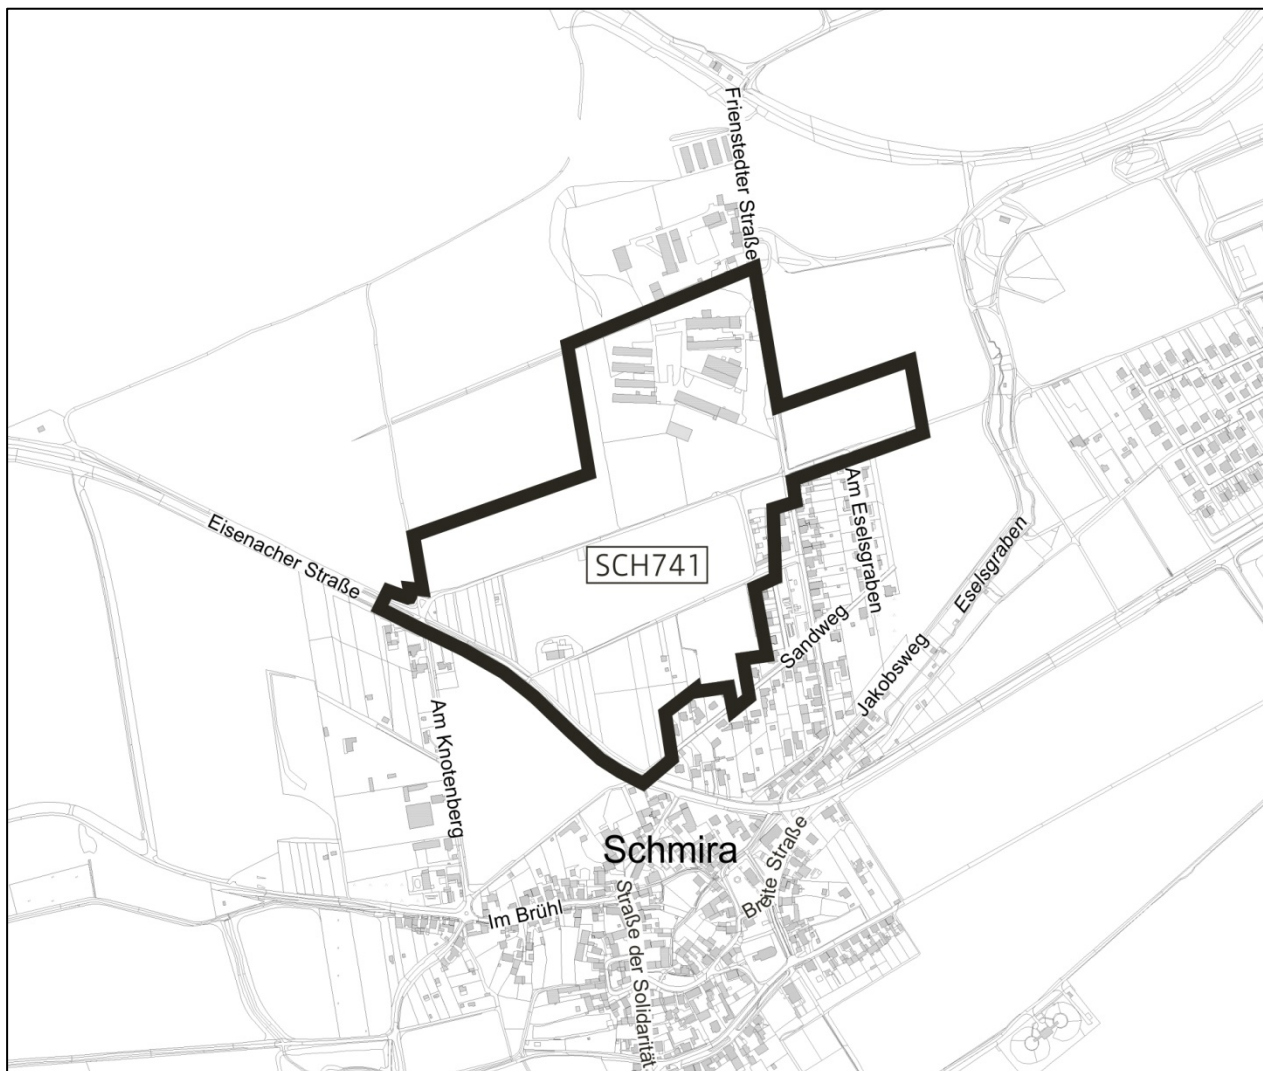 Frienstedter Straße
Eisenacher Straße
SCH741
Am Eselsgraben
Eselsgraben
Sandweg
Jakobsweg
Am Knotenberg
Schmira
Breite Straße
Im Brühl
Straße der Solidarität